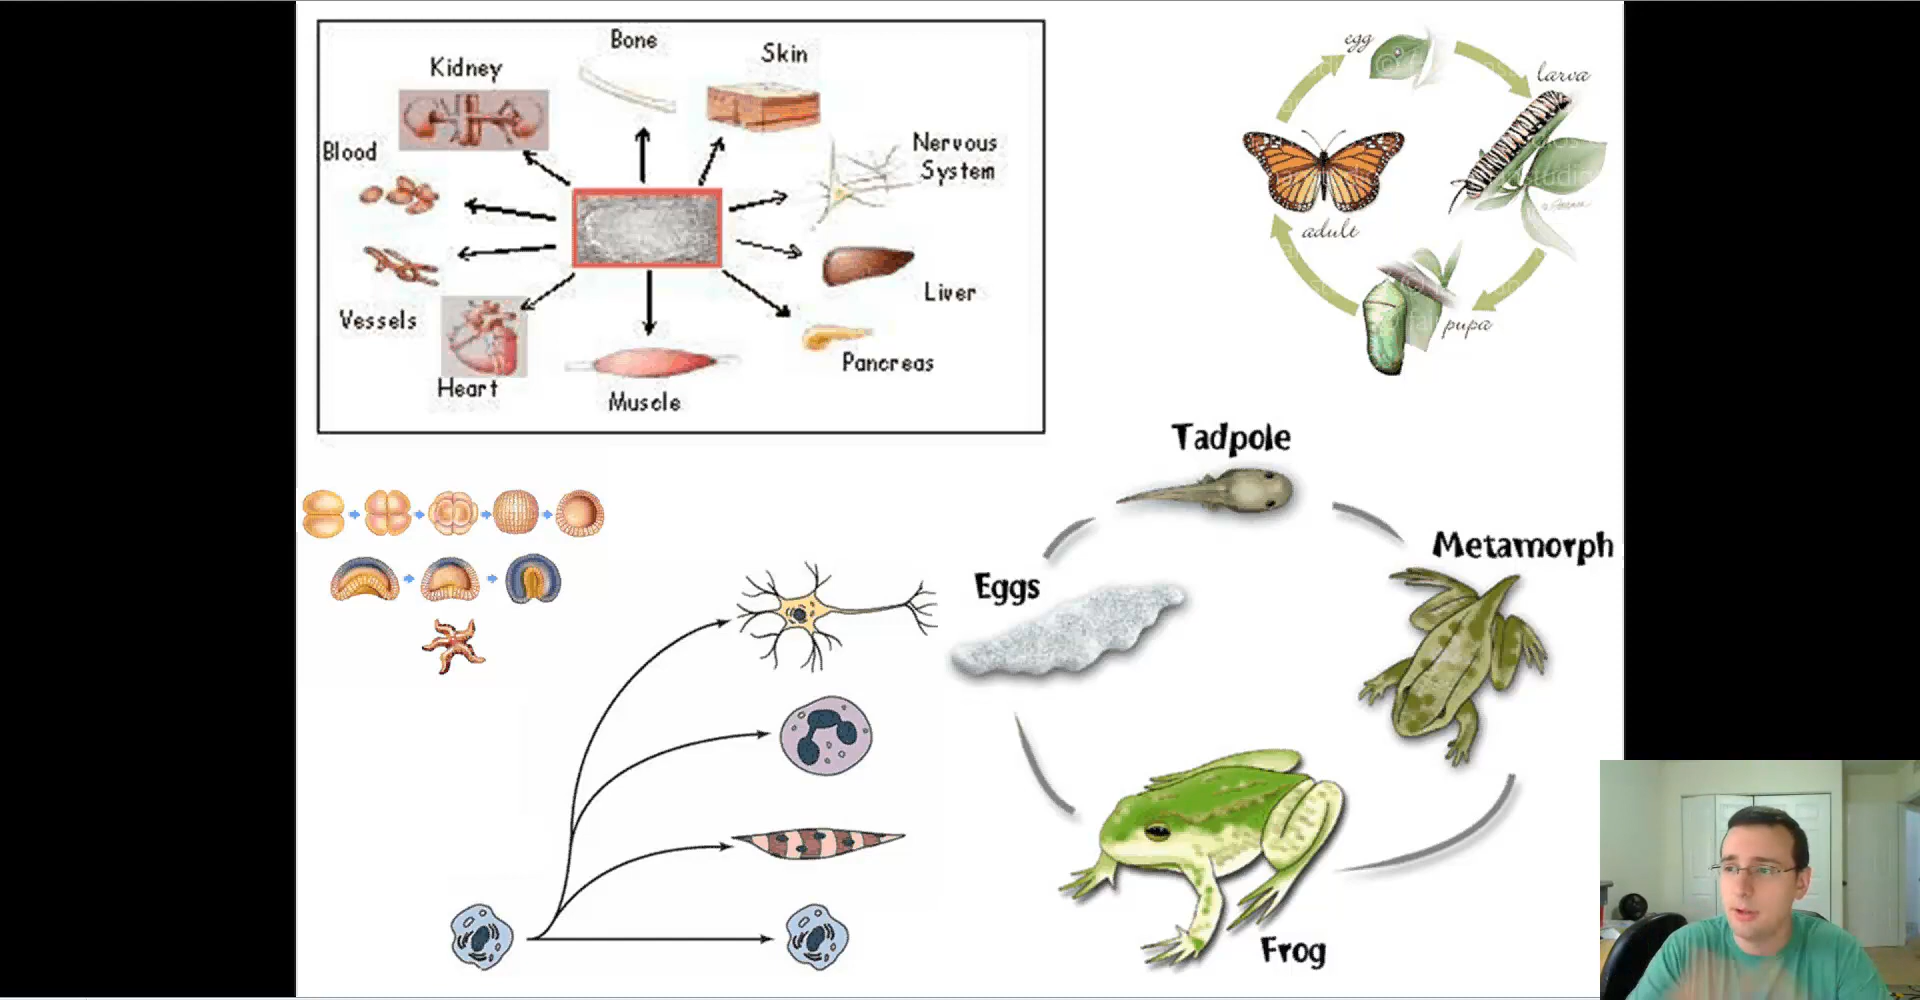 Bone
Skin
Kidney
Nervous
System
Blood
Liver
Vessels
Pancreas
Heart
Muscle
egg
larva
adult
pupa
Tadpole
Metamorph
Eggs
Frog